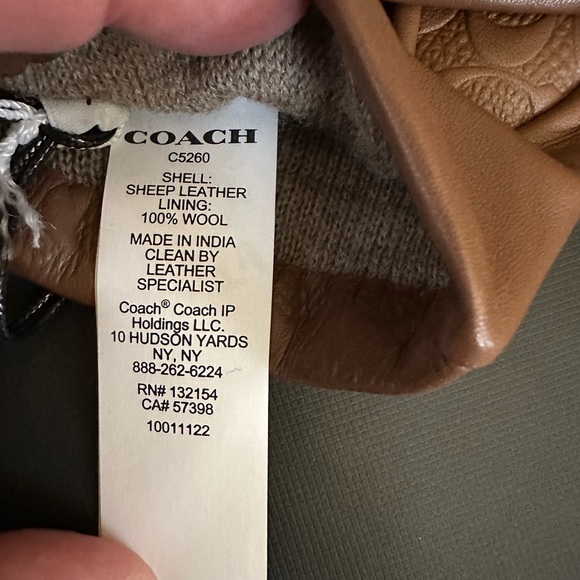 COACH
C5260
SHELL:
SHEEP LEATHER
LINING:
100% WOOL
MADE IN INDIA
CLEAN BY
LEATHER
SPECIALIST
Coach® Coach IP
Holdings LLC.
10 HUDSON YARDS
NY, NY
888-262-6224
RN# 132154
CA# 57398
10011122